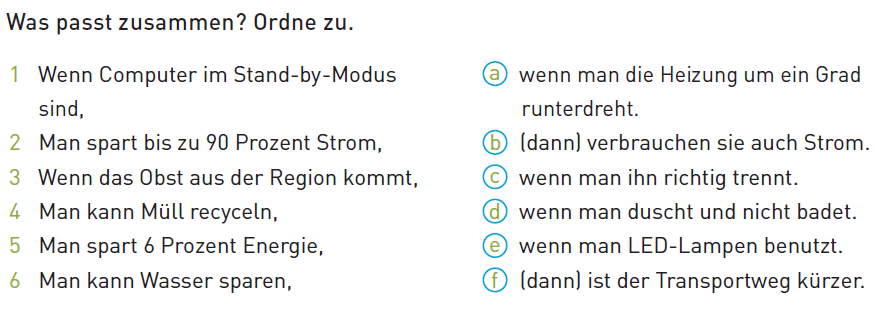 Was passt zusammen? Ordne zu.
1 Wenn Computer im Stand-by-Modus
sind,
2 Man spart bis zu 90 Prozent Strom,
3 Wenn das Obst aus der Region kommt,
4 Man kann Müll recyceln,
5 Man spart 6 Prozent Energie,
6 Man kann Wasser sparen,
a wenn man die Heizung um ein Grad
runterdreht.
b (dann) verbrauchen sie auch Strom.
c wenn man ihn richtig trennt.
d wenn man duscht und nicht badet.
e wenn man LED-Lampen benutzt.
f (dann) ist der Transportweg kürzer.